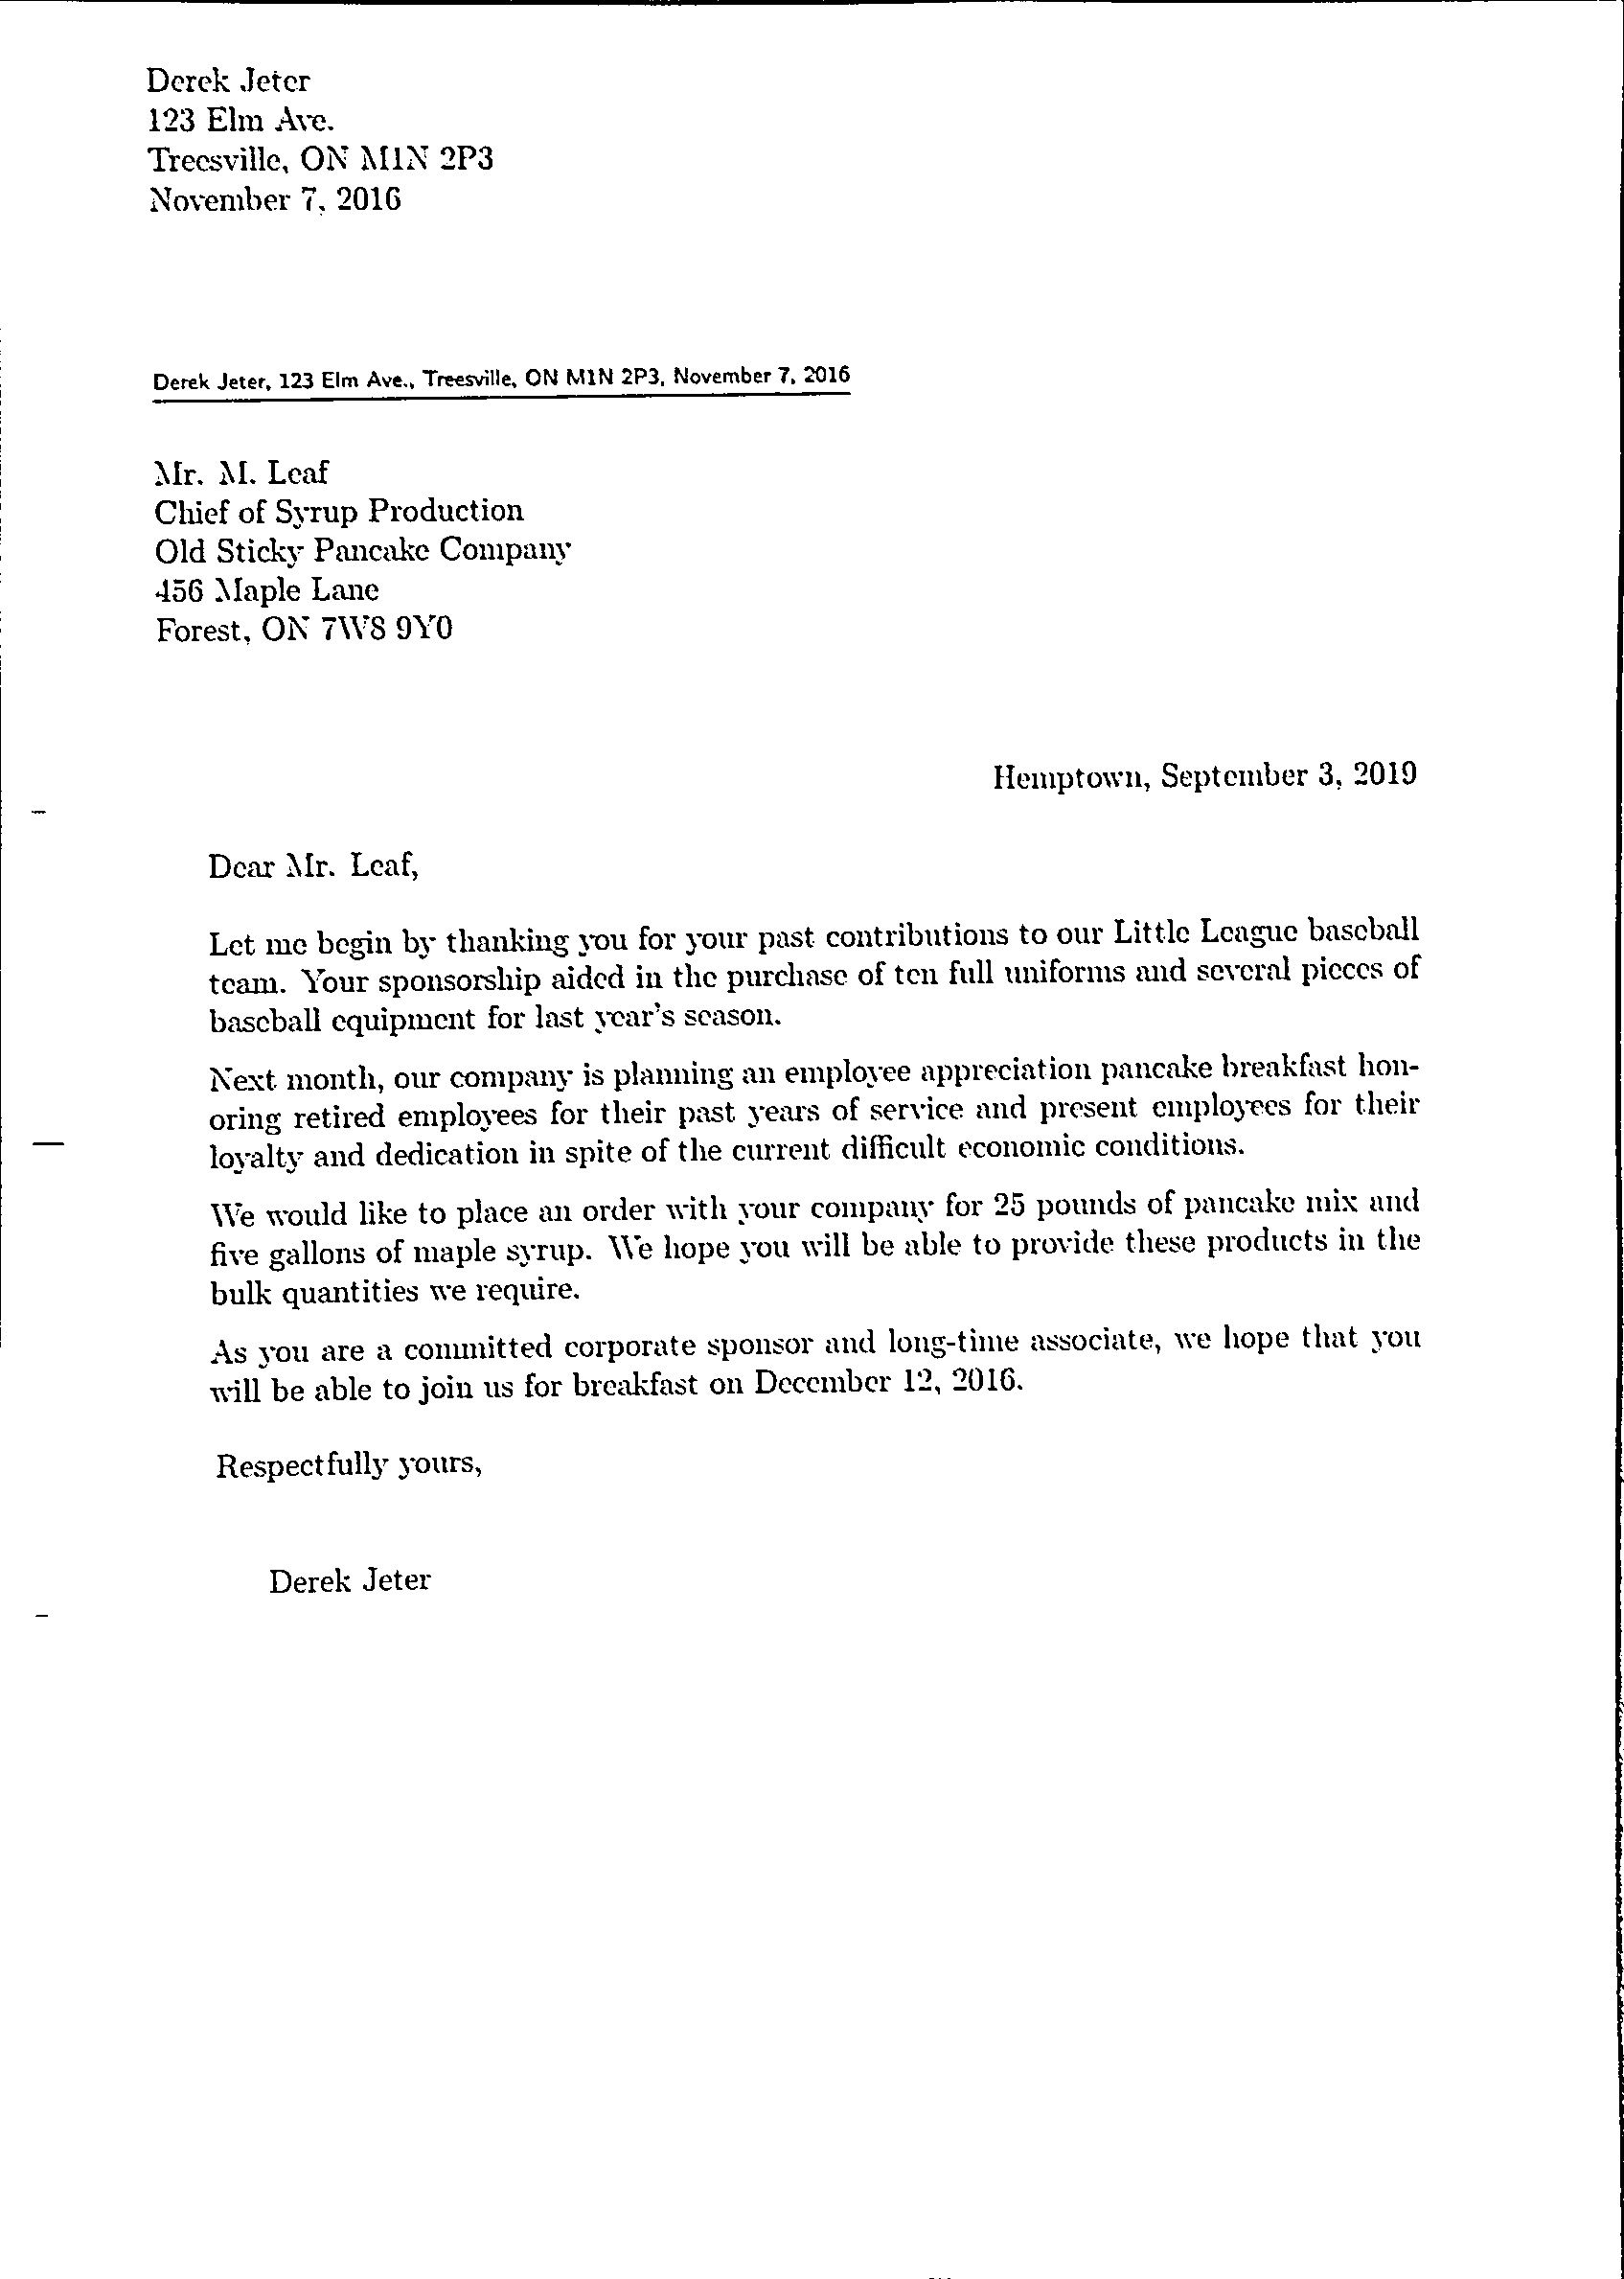 Derek Jeter
123 Elm Ave.
Treesville, ON M1N 2P3
November 7, 2016
Derek Jeter, 123 Elm Ave., Treesville, ON M1N 2P3, November 7, 2016
Mr. M. Leaf
Chief of Syrup Production
Old Sticky Pancake Company
456 Maple Lane
Forest, ON 7W8 9Y0
Hemptown, September 3, 2019
Dear Mr. Leaf,
Let me begin by thanking you for your past contributions to our Little League baseball
team. Your sponsorship aided in the purchase of ten full uniforms and several pieces of
baseball equipment for last year's season.
Next month, our company is planning an employee appreciation pancake breakfast hon-
oring retired employees for their past years of service and present employees for their
loyalty and dedication in spite of the current difficult economic conditions.
We would like to place an order with your company for 25 pounds of pancake mix and
five gallons of maple syrup. We hope you will be able to provide these products in the
bulk quantities we require.
As you are a committed corporate sponsor and long-time associate, we hope that you
will be able to join us for breakfast on December 12, 2016.
Respectfully yours,
Derek Jeter